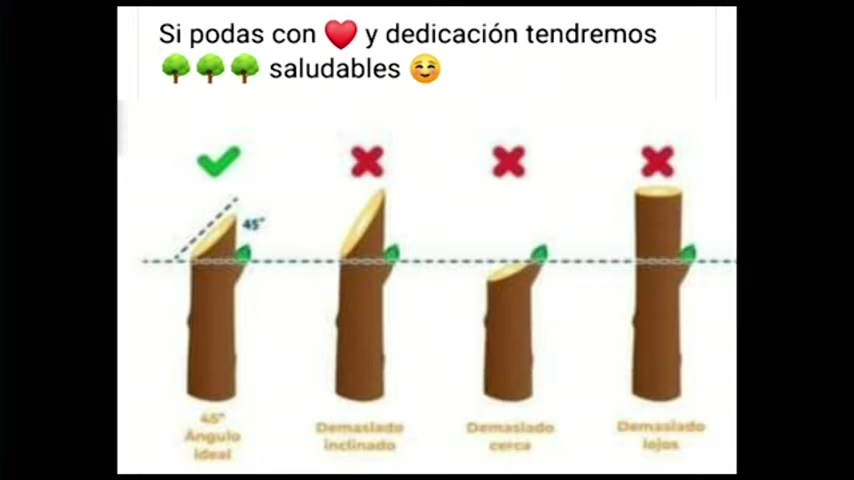 Si podas con ❤️ y dedicación tendremos
🌳🌳🌳 saludables ☺️
45°
45°
Ángulo
ideal
Demasiado
inclinado
Demasiado
cerca
Demasiado
lejos